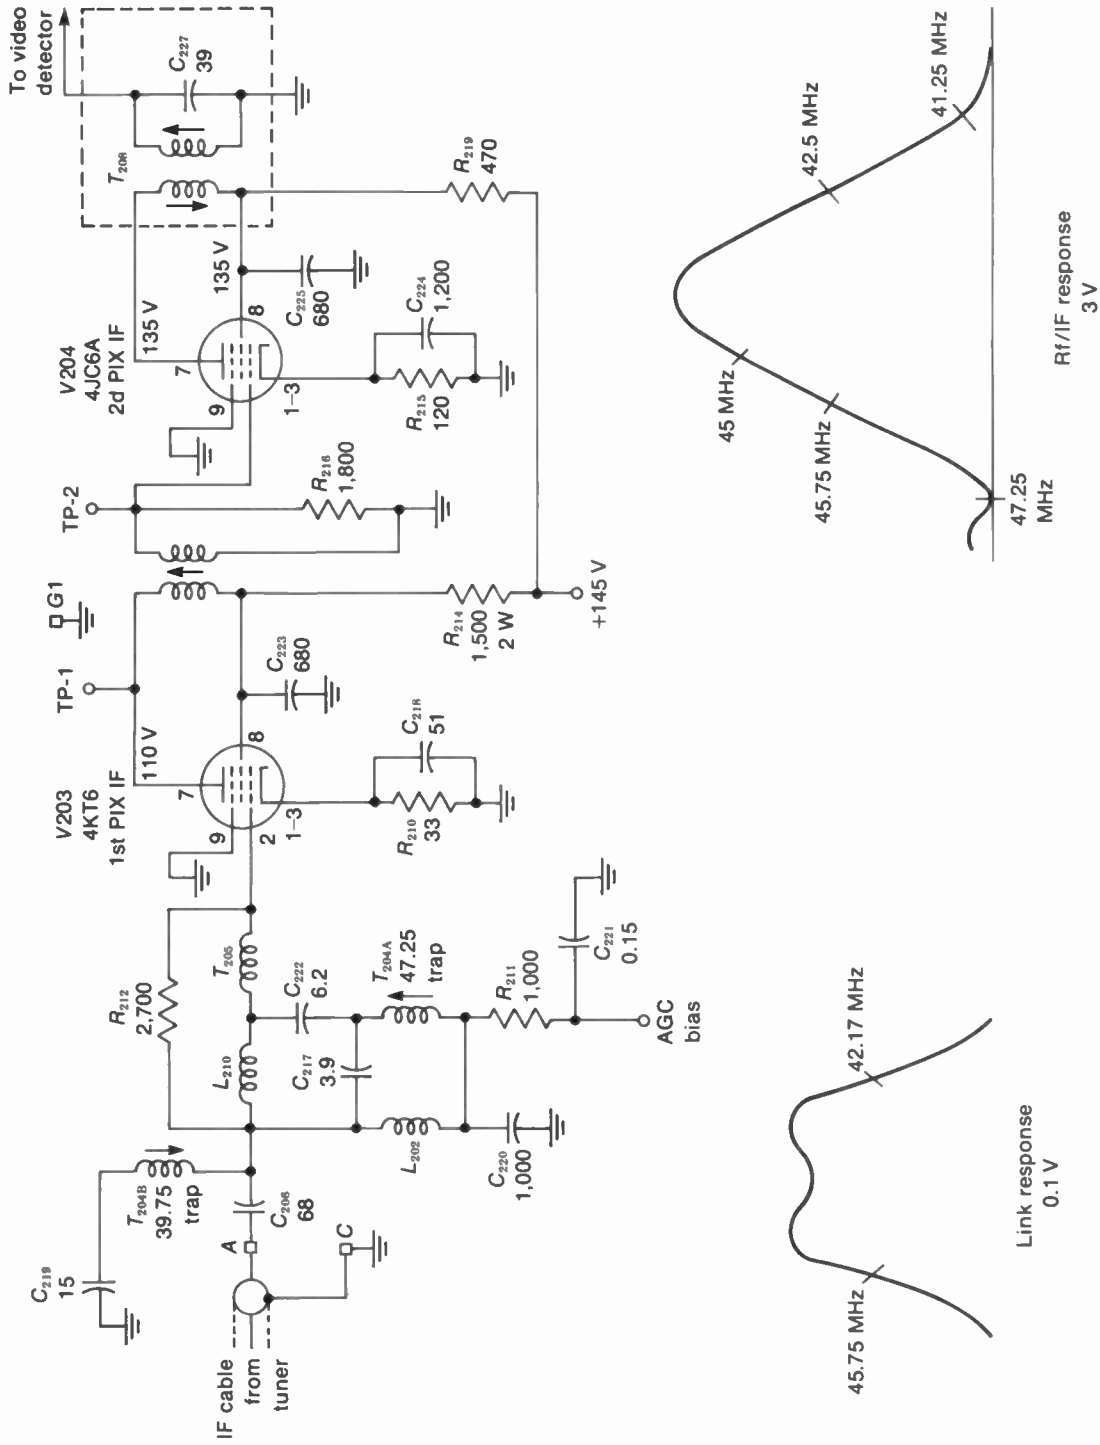 To video
detector
C227
39
T208
R219
470
135 V
135 V
V204
4JC6A
2d PIX IF
7
8
9
1–3
C225
680
C224
1,200
R215
120
TP-2
R216
1,800
G1
TP-1
R214
1,500
2 W
+145 V
110 V
V203
4KT6
1st PIX IF
7
8
9
2
1–3
C223
680
C218
51
R210
33
R212
2,700
T205
L210
C222
6.2
C217
3.9
T204A
47.25
trap
R211
1,000
C221
0.15
AGC
bias
L202
C220
1,000
T204B
39.75
trap
C219
15
C206
68
A
C
IF cable
from
tuner
45.75 MHz
42.17 MHz
Link response
0.1 V
47.25
MHz
45.75 MHz
45 MHz
42.5 MHz
41.25 MHz
Rf/IF response
3 V